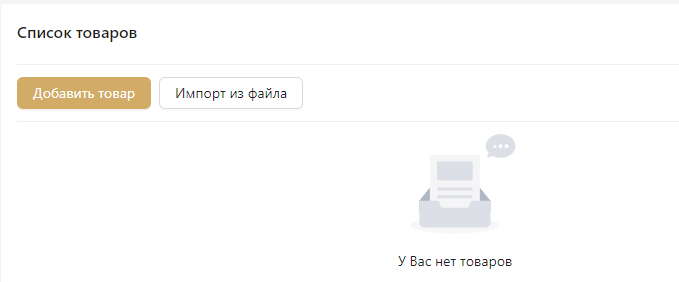 Список товаров
Добавить товар
Импорт из файла
У Вас нет товаров